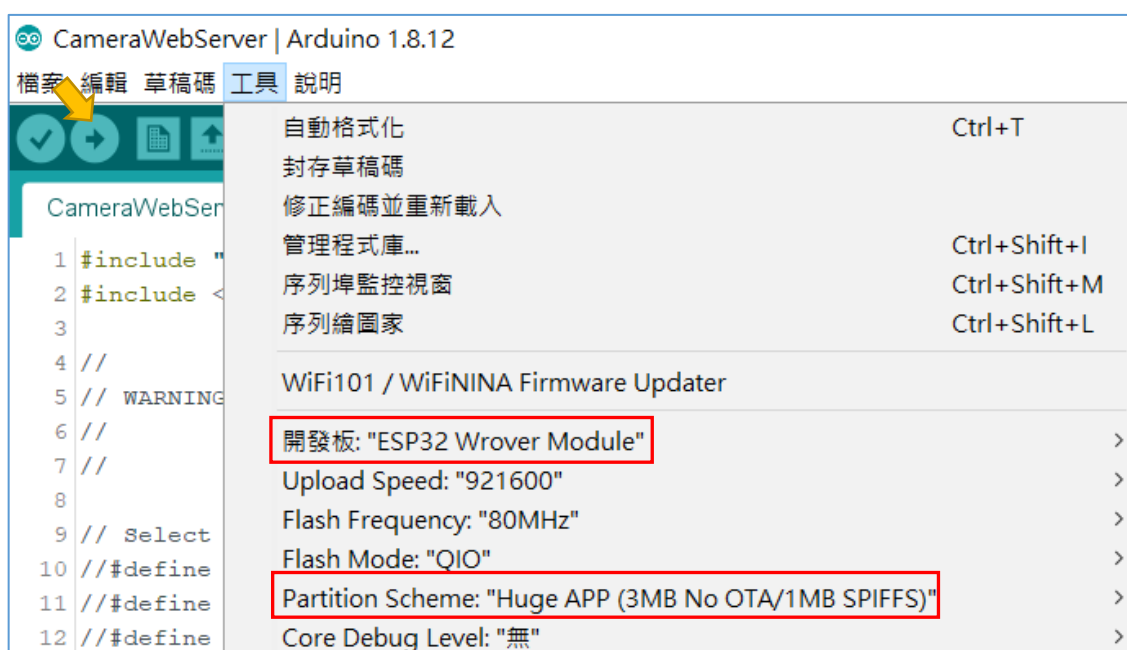 CameraWebServer | Arduino 1.8.12
檔案 編輯 草稿碼 工具 說明
自動格式化 Ctrl+T
封存草稿碼
修正編碼並重新載入
管理程式庫... Ctrl+Shift+I
序列埠監控視窗 Ctrl+Shift+M
序列繪圖家 Ctrl+Shift+L
WiFi101 / WiFiNINA Firmware Updater
開發板: "ESP32 Wrover Module"
Upload Speed: "921600"
Flash Frequency: "80MHz"
Flash Mode: "QIO"
Partition Scheme: "Huge APP (3MB No OTA/1MB SPIFFS)"
Core Debug Level: "無"
CameraWebSer
1 #include "
2 #include <
3
4 //
5 // WARNING
6 //
7 //
8
9 // Select
10 //#define
11 //#define
12 //#define